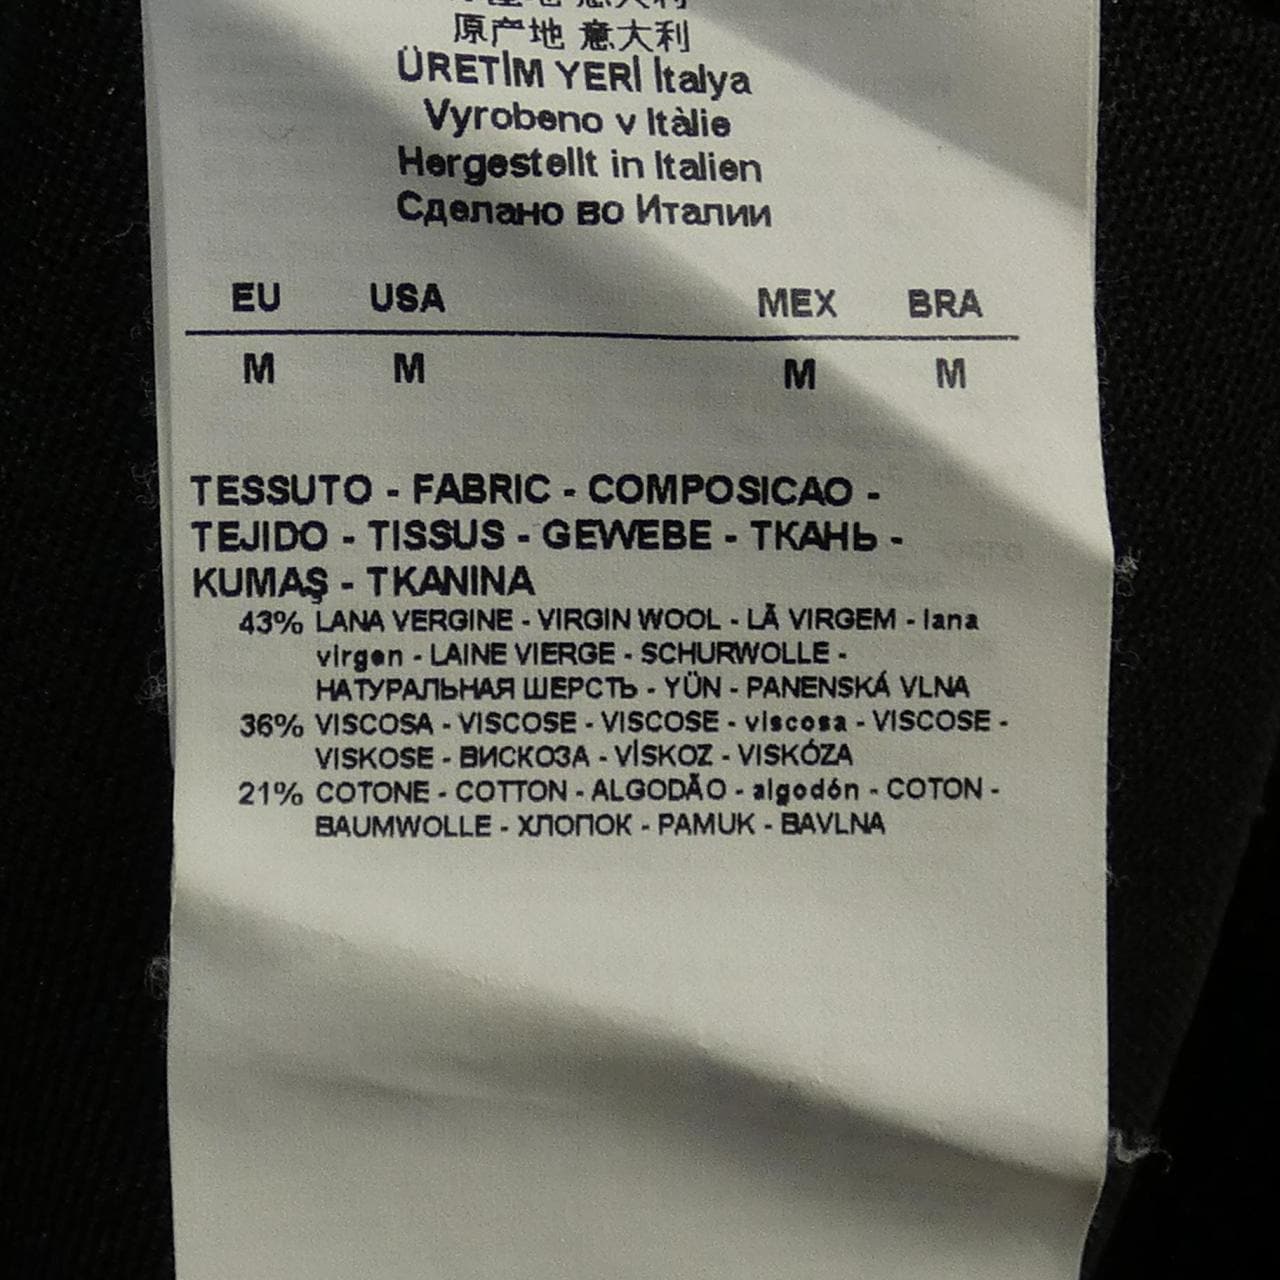 原产地 意大利
ÜRETİM YERİ İtalya
Vyrobeno v Itàlie
Hergestellt in Italien
Сделано во Италии
EU USA MEX BRA
M M M M
TESSUTO - FABRIC - COMPOSICAO -
TEJIDO - TISSUS - GEWEBE - ТКАНЬ -
KUMAŞ - TKANINA
43% LANA VERGINE - VIRGIN WOOL - LÃ VIRGEM - lana
virgen - LAINE VIERGE - SCHURWOLLE -
НАТУРАЛЬНАЯ ШЕРСТЬ - YÜN - PANENSKÁ VLNA
36% VISCOSA - VISCOSE - VISCOSE - viscosa - VISCOSE -
VISKOSE - ВИСКОЗА - VİSKOZ - VISKÓZA
21% COTONE - COTTON - ALGODÃO - algodón - COTON -
BAUMWOLLE - ХЛОПОК - PAMUK - BAVLNA